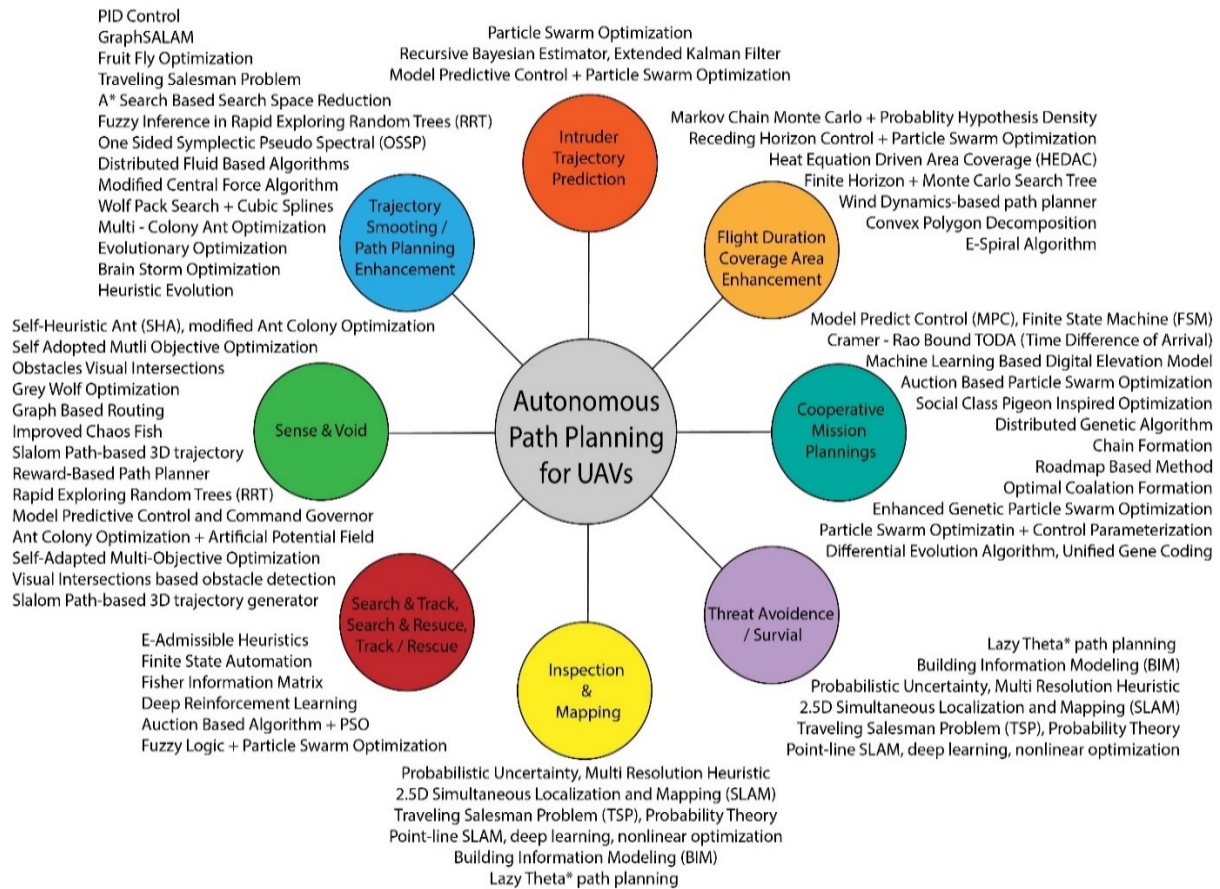 PID Control
GraphSALAM
Fruit Fly Optimization
Traveling Salesman Problem
A* Search Based Search Space Reduction
Fuzzy Inference in Rapid Exploring Random Trees (RRT)
One Sided Symplectic Pseudo Spectral (OSSP)
Distributed Fluid Based Algorithms
Modified Central Force Algorithm
Wolf Pack Search + Cubic Splines
Multi - Colony Ant Optimization
Evolutionary Optimization
Brain Storm Optimization
Heuristic Evolution
Trajectory
Smooting /
Path Planning
Enhancement
Particle Swarm Optimization
Recursive Bayesian Estimator, Extended Kalman Filter
Model Predictive Control + Particle Swarm Optimization
Intruder
Trajectory
Prediction
Markov Chain Monte Carlo + Probablity Hypothesis Density
Receding Horizon Control + Particle Swarm Optimization
Heat Equation Driven Area Coverage (HEDAC)
Finite Horizon + Monte Carlo Search Tree
Wind Dynamics-based path planner
Convex Polygon Decomposition
E-Spiral Algorithm
Flight Duration
Coverage Area
Enhancement
Self-Heuristic Ant (SHA), modified Ant Colony Optimization
Self Adopted Mutli Objective Optimization
Obstacles Visual Intersections
Grey Wolf Optimization
Graph Based Routing
Improved Chaos Fish
Slalom Path-based 3D trajectory
Reward-Based Path Planner
Rapid Exploring Random Trees (RRT)
Model Predictive Control and Command Governor
Ant Colony Optimization + Artificial Potential Field
Self-Adapted Multi-Objective Optimization
Visual Intersections based obstacle detection
Slalom Path-based 3D trajectory generator
Sense & Void
Autonomous
Path Planning
for UAVs
Model Predict Control (MPC), Finite State Machine (FSM)
Cramer - Rao Bound TODA (Time Difference of Arrival)
Machine Learning Based Digital Elevation Model
Auction Based Particle Swarm Optimization
Social Class Pigeon Inspired Optimization
Distributed Genetic Algorithm
Chain Formation
Roadmap Based Method
Optimal Coalation Formation
Enhanced Genetic Particle Swarm Optimization
Particle Swarm Optimizatin + Control Parameterization
Differential Evolution Algorithm, Unified Gene Coding
Cooperative
Mission
Plannings
Search & Track,
Search & Resuce,
Track / Rescue
E-Admissible Heuristics
Finite State Automation
Fisher Information Matrix
Deep Reinforcement Learning
Auction Based Algorithm + PSO
Fuzzy Logic + Particle Swarm Optimization
Inspection
&
Mapping
Probabilistic Uncertainty, Multi Resolution Heuristic
2.5D Simultaneous Localization and Mapping (SLAM)
Traveling Salesman Problem (TSP), Probability Theory
Point-line SLAM, deep learning, nonlinear optimization
Building Information Modeling (BIM)
Lazy Theta* path planning
Threat Avoidence
/ Survial
Lazy Theta* path planning
Building Information Modeling (BIM)
Probabilistic Uncertainty, Multi Resolution Heuristic
2.5D Simultaneous Localization and Mapping (SLAM)
Traveling Salesman Problem (TSP), Probability Theory
Point-line SLAM, deep learning, nonlinear optimization